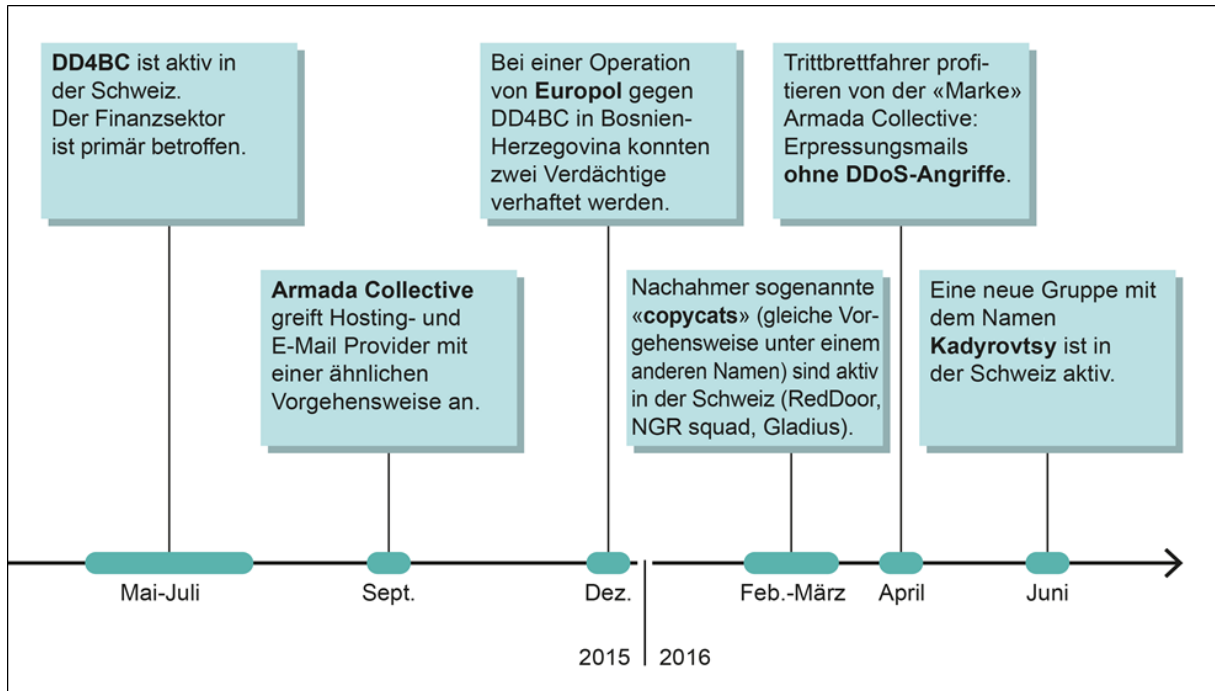 DD4BC ist aktiv in
der Schweiz.
Der Finanzsektor
ist primär betroffen.
Armada Collective
greift Hosting- und
E-Mail Provider mit
einer ähnlichen
Vorgehensweise an.
Bei einer Operation
von Europol gegen
DD4BC in Bosnien-
Herzegovina konnten
zwei Verdächtige
verhaftet werden.
Nachahmer sogenannte
«copycats» (gleiche Vor-
gehensweise unter einem
anderen Namen) sind aktiv
in der Schweiz (RedDoor,
NGR squad, Gladius).
Trittbrettfahrer profi-
tieren von der «Marke»
Armada Collective:
Erpressungsmails
ohne DDoS-Angriffe.
Eine neue Gruppe mit
dem Namen
Kadyrovtsy ist in
der Schweiz aktiv.
Mai-Juli
Sept.
Dez.
Feb.-März
April
Juni
2015
2016